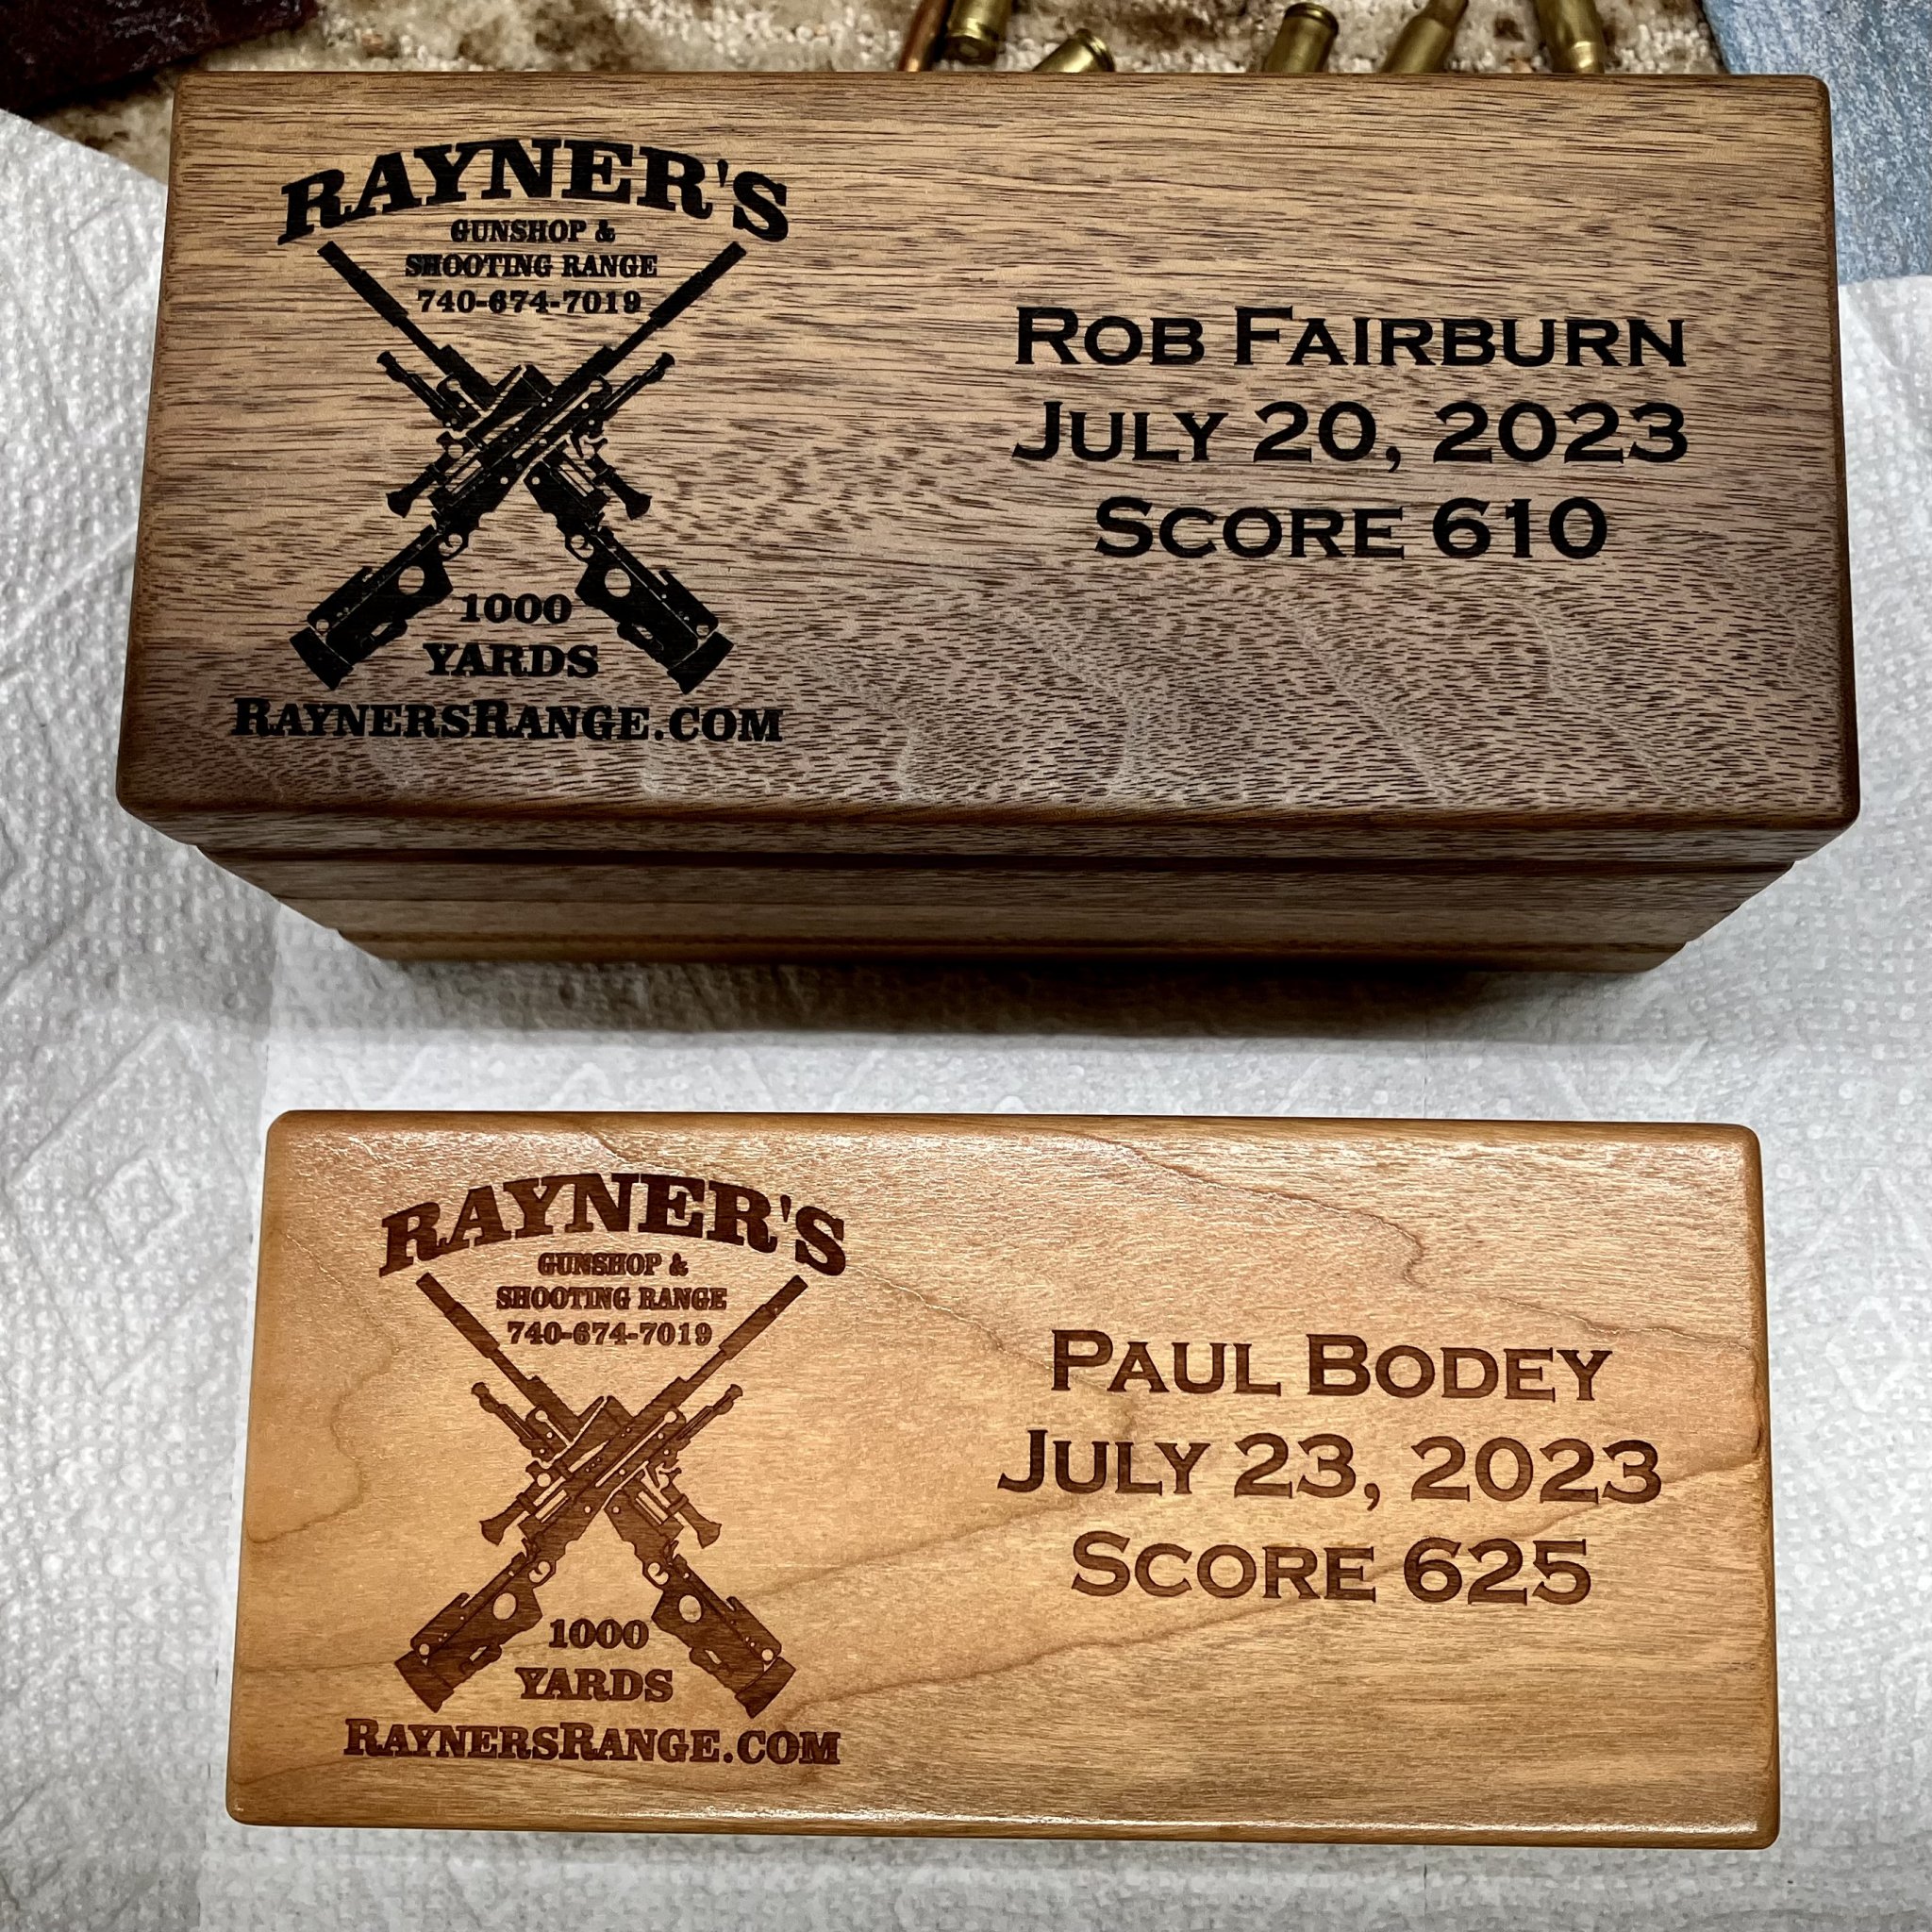 RAYNER'S
GUNSHOP &
SHOOTING RANGE
740-674-7019
1000
YARDS
RAYNERSRANGE.COM
ROB FAIRBURN
JULY 20, 2023
SCORE 610
RAYNER'S
GUNSHOP &
SHOOTING RANGE
740-674-7019
1000
YARDS
RAYNERSRANGE.COM
PAUL BODEY
JULY 23, 2023
SCORE 625